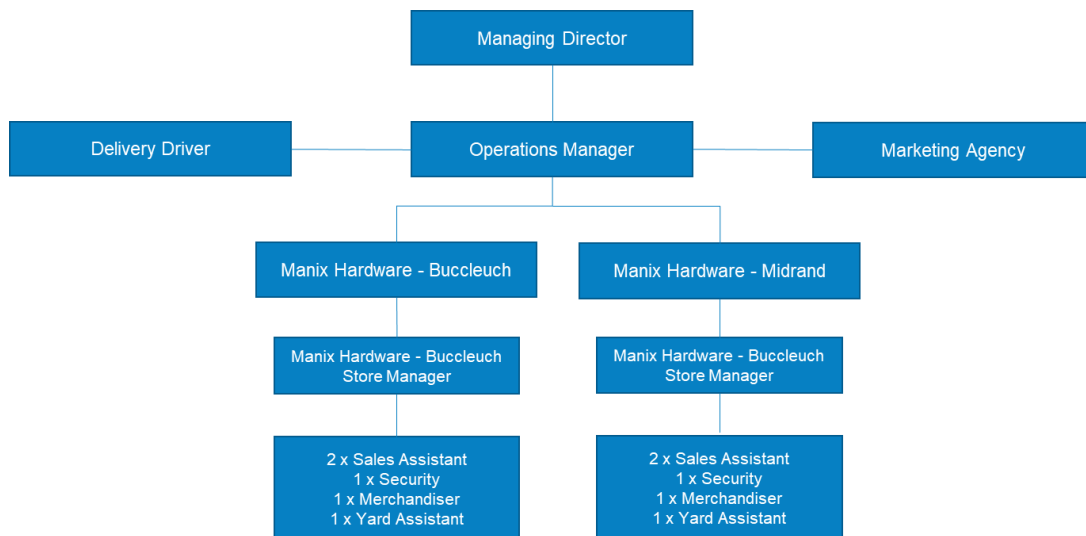 Managing Director
Delivery Driver
Operations Manager
Marketing Agency
Manix Hardware - Buccleuch
Manix Hardware - Midrand
Manix Hardware - Buccleuch
Store Manager
Manix Hardware - Buccleuch
Store Manager
2 x Sales Assistant
1 x Security
1 x Merchandiser
1 x Yard Assistant
2 x Sales Assistant
1 x Security
1 x Merchandiser
1 x Yard Assistant